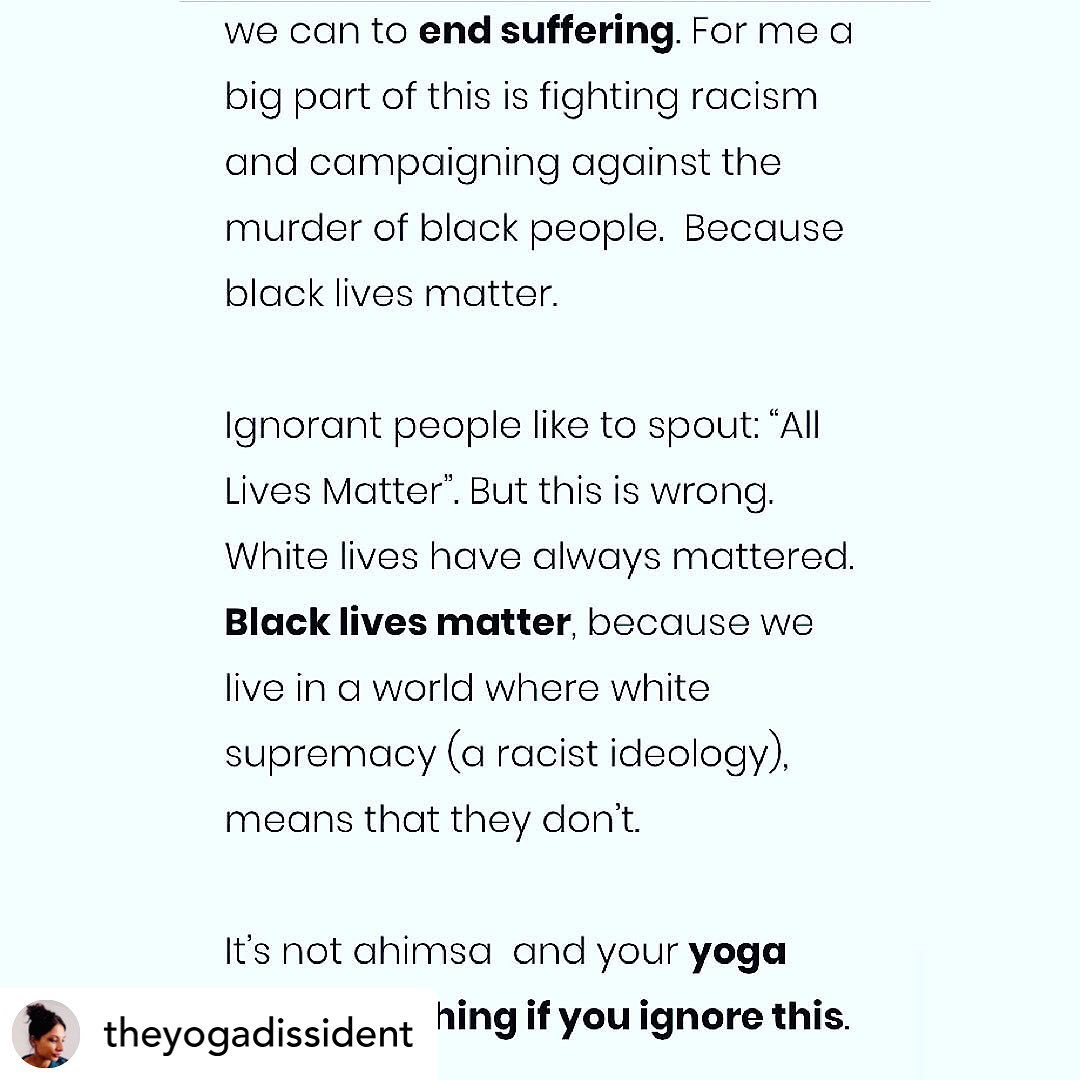 we can to end suffering. For me a
big part of this is fighting racism
and campaigning against the
murder of black people.  Because
black lives matter.
Ignorant people like to spout: “All
Lives Matter”. But this is wrong.
White lives have always mattered.
Black lives matter, because we
live in a world where white
supremacy (a racist ideology),
means that they don’t.
It’s not ahimsa  and your yoga
hing if you ignore this.
theyogadissident